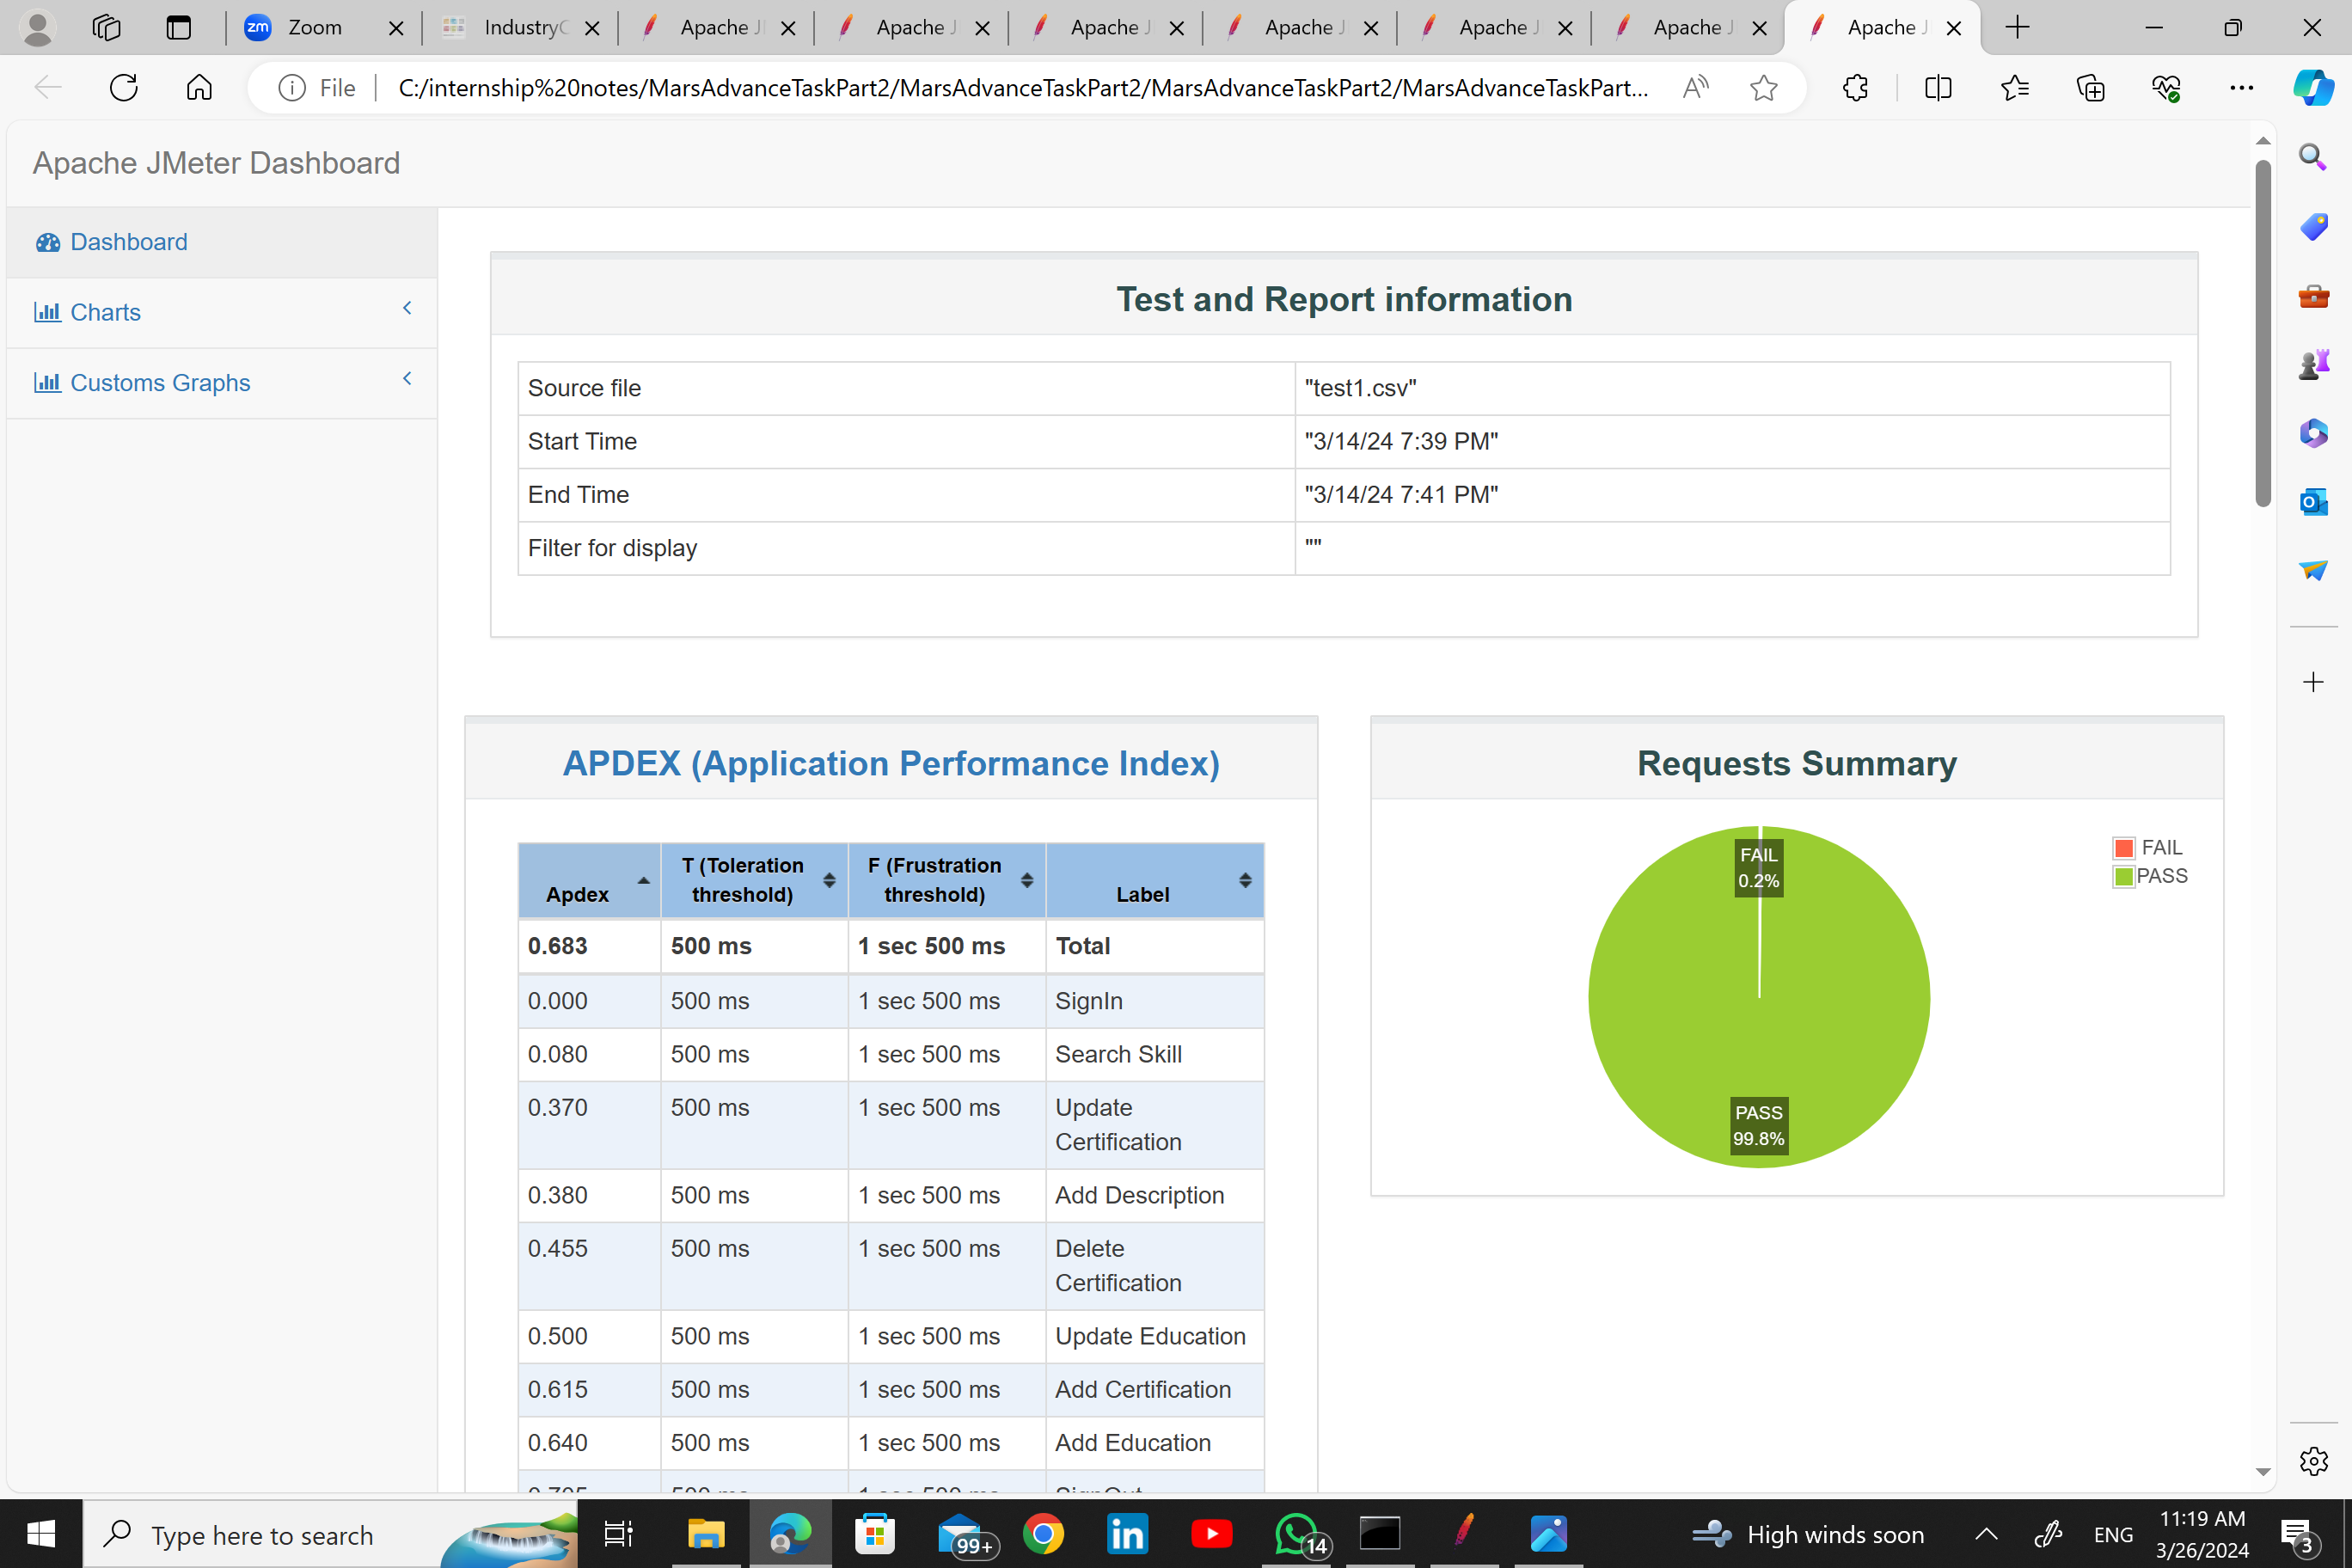 zm Zoom IndustryC Apache J Apache J Apache J Apache J Apache J Apache J Apache J
File C:/internship%20notes/MarsAdvanceTaskPart2/MarsAdvanceTaskPart2/MarsAdvanceTaskPart2/MarsAdvanceTaskPart...
Apache JMeter Dashboard
Dashboard
Charts
Customs Graphs
Test and Report information
Source file "test1.csv"
Start Time "3/14/24 7:39 PM"
End Time "3/14/24 7:41 PM"
Filter for display ""
APDEX (Application Performance Index)
Apdex T (Toleration threshold) F (Frustration threshold) Label
0.683 500 ms 1 sec 500 ms Total
0.000 500 ms 1 sec 500 ms SignIn
0.080 500 ms 1 sec 500 ms Search Skill
0.370 500 ms 1 sec 500 ms Update
Certification
0.380 500 ms 1 sec 500 ms Add Description
0.455 500 ms 1 sec 500 ms Delete
Certification
0.500 500 ms 1 sec 500 ms Update Education
0.615 500 ms 1 sec 500 ms Add Certification
0.640 500 ms 1 sec 500 ms Add Education
Requests Summary
FAIL
0.2%
PASS
99.8%
FAIL
PASS
Type here to search
99+
14
High winds soon
ENG
11:19 AM
3/26/2024
3